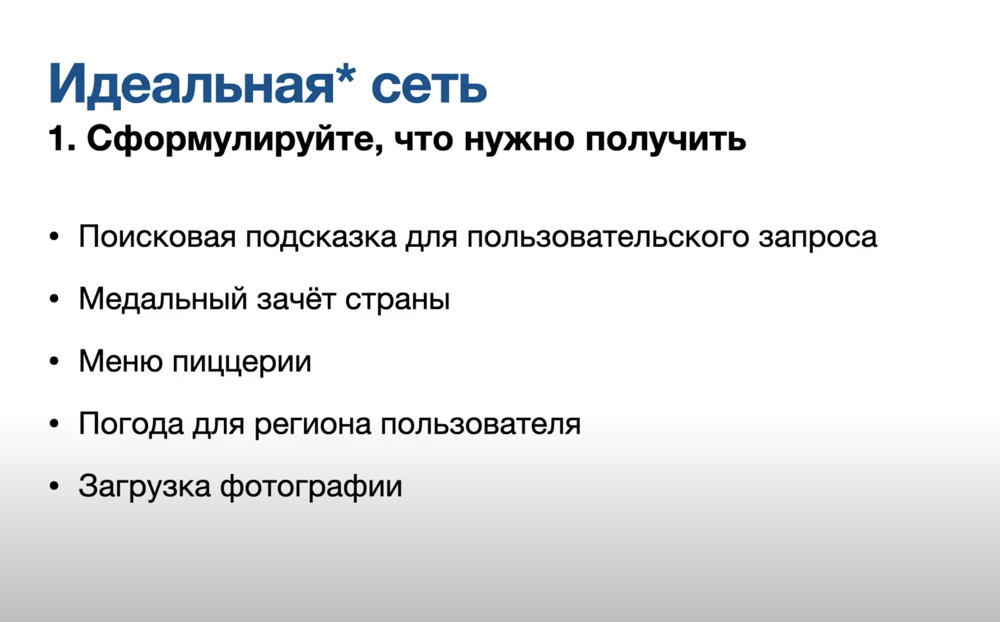 Идеальная* сеть
1. Сформулируйте, что нужно получить
• Поисковая подсказка для пользовательского запроса
• Медальный зачёт страны
• Меню пиццерии
• Погода для региона пользователя
• Загрузка фотографии